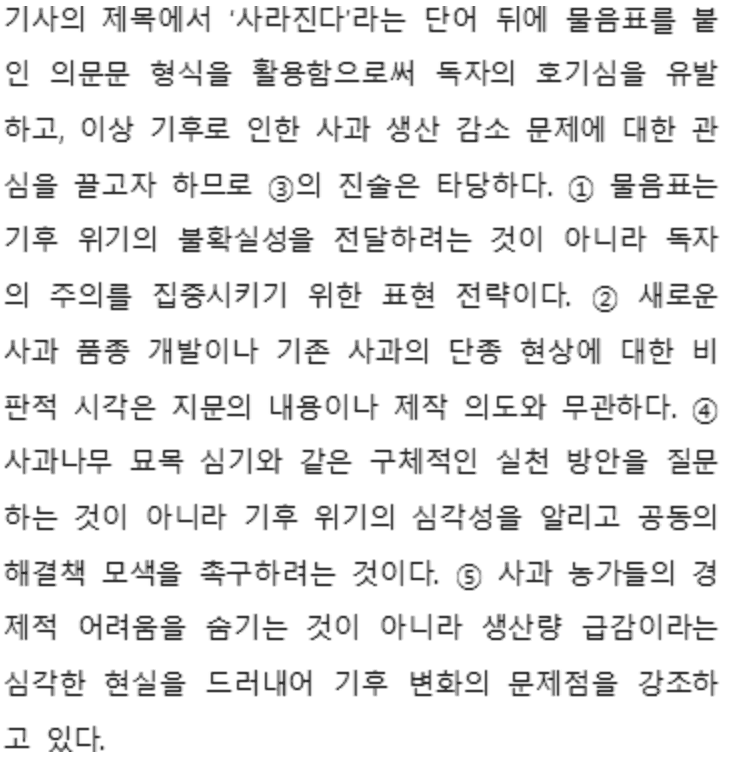 기사의 제목에서 ‘사라진다’라는 단어 뒤에 물음표를 붙
인 의문문 형식을 활용함으로써 독자의 호기심을 유발
하고, 이상 기후로 인한 사과 생산 감소 문제에 대한 관
심을 끌고자 하므로 ③의 진술은 타당하다. ① 물음표는
기후 위기의 불확실성을 전달하려는 것이 아니라 독자
의 주의를 집중시키기 위한 표현 전략이다. ② 새로운
사과 품종 개발이나 기존 사과의 단종 현상에 대한 비
판적 시각은 지문의 내용이나 제작 의도와 무관하다. ④
사과나무 묘목 심기와 같은 구체적인 실천 방안을 질문
하는 것이 아니라 기후 위기의 심각성을 알리고 공동의
해결책 모색을 촉구하려는 것이다. ⑤ 사과 농가들의 경
제적 어려움을 숨기는 것이 아니라 생산량 급감이라는
심각한 현실을 드러내어 기후 변화의 문제점을 강조하
고 있다.